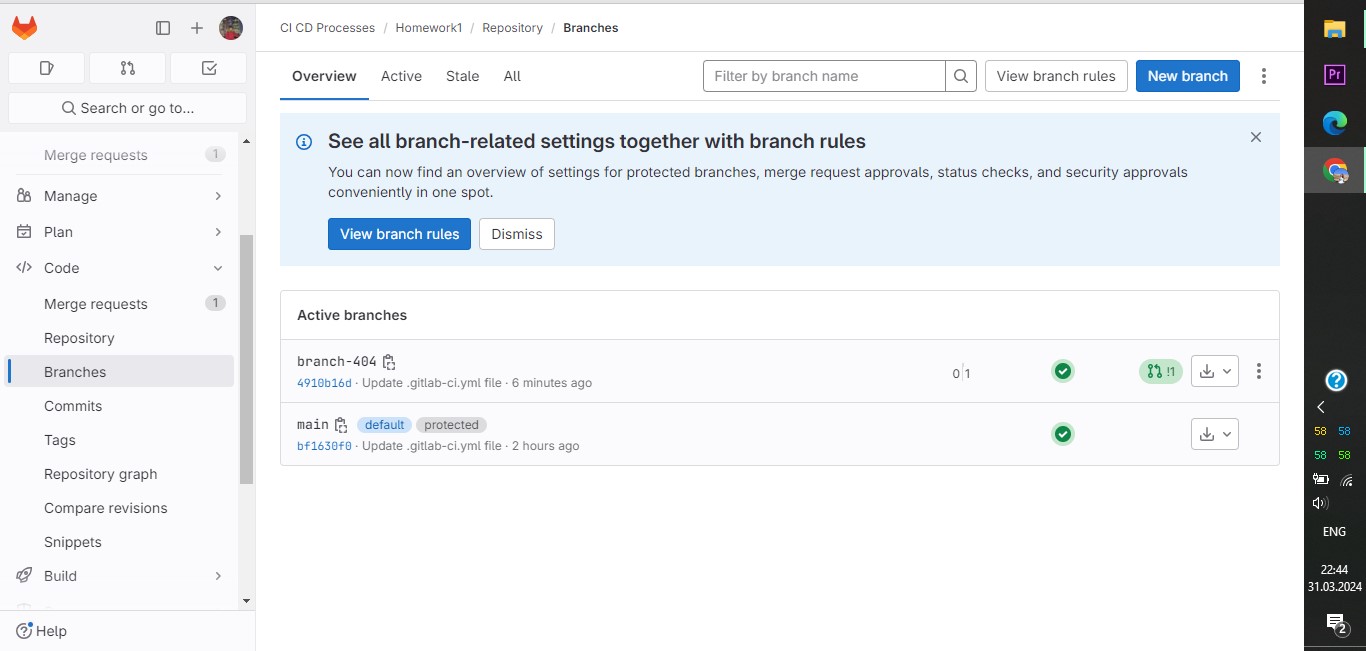 CI CD Processes / Homework1 / Repository / Branches
Search or go to...
Merge requests 1
Manage
Plan
Code
Merge requests 1
Repository
Branches
Commits
Tags
Repository graph
Compare revisions
Snippets
Build
Help
Overview Active Stale All
Filter by branch name
View branch rules
New branch
See all branch-related settings together with branch rules
You can now find an overview of settings for protected branches, merge request approvals, status checks, and security approvals
conveniently in one spot.
View branch rules Dismiss
Active branches
branch-404
0 1
!1
4910b16d · Update .gitlab-ci.yml file · 6 minutes ago
main default protected
bf1630f0 · Update .gitlab-ci.yml file · 2 hours ago
Pr
58 58
58 58
ENG
22:44
31.03.2024
2